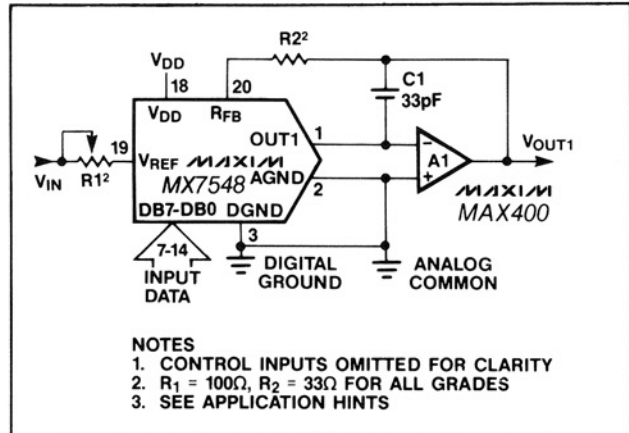 R2²
VDD
18
20
C1
33pF
VDD
RFB
OUT1
1
19
VREF
MAXIM
MX7548
AGND
2
VIN
R1²
DB7-DB0
DGND
3
7-14
INPUT
DATA
DIGITAL
GROUND
ANALOG
COMMON
−
A1
+
VOUT1
MAXIM
MAX400
NOTES
1. CONTROL INPUTS OMITTED FOR CLARITY
2. R1 = 100Ω, R2 = 33Ω FOR ALL GRADES
3. SEE APPLICATION HINTS